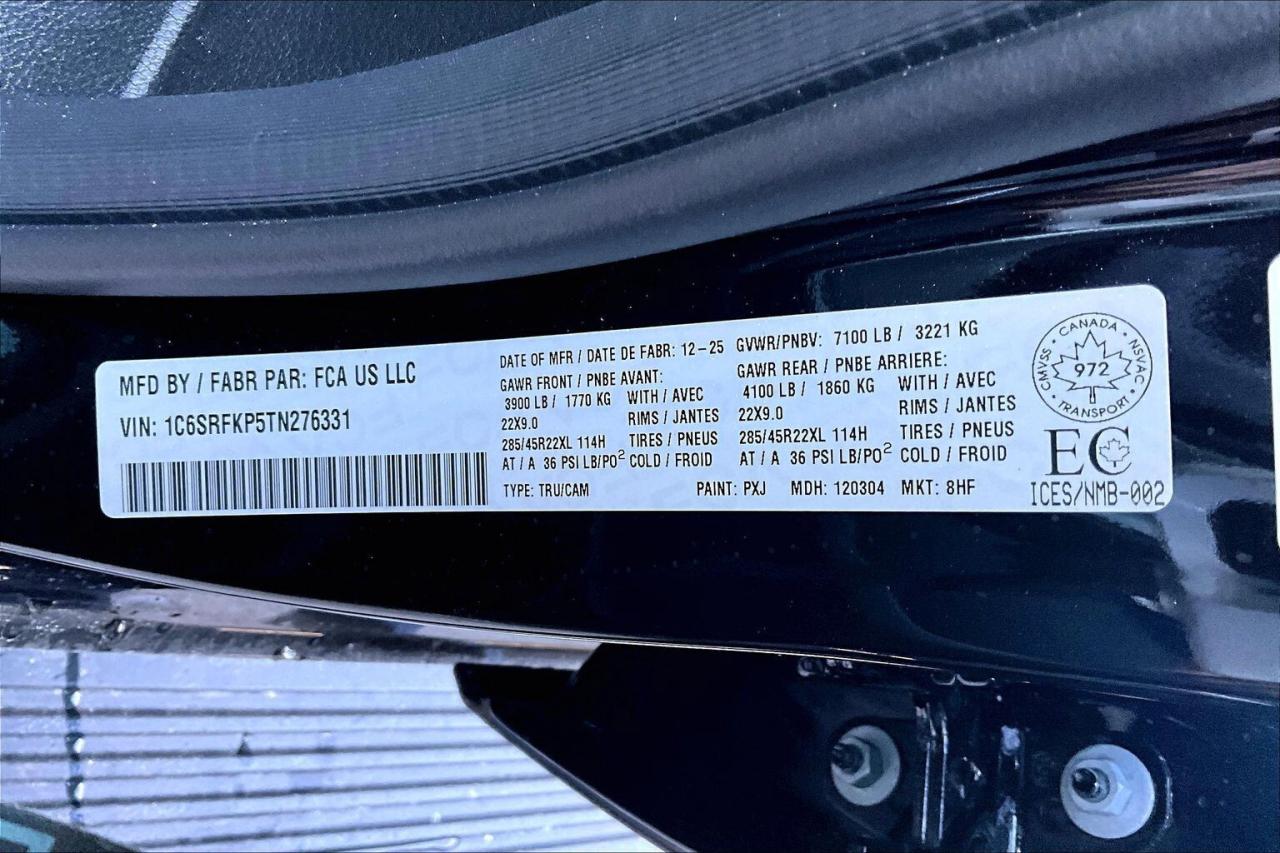 MFD BY / FABR PAR: FCA US LLC
VIN: 1C6SRFKP5TN276331
DATE OF MFR / DATE DE FABR: 12-25
GAWR FRONT / PNBE AVANT:
3900 LB / 1770 KG WITH / AVEC
22X9.0 RIMS / JANTES
285/45R22XL 114H TIRES / PNEUS
AT / A 36 PSI LB/PO² COLD / FROID
TYPE: TRU/CAM
GVWR/PNBV: 7100 LB / 3221 KG
GAWR REAR / PNBE ARRIERE:
4100 LB / 1860 KG WITH / AVEC
22X9.0 RIMS / JANTES
285/45R22XL 114H TIRES / PNEUS
AT / A 36 PSI LB/PO² COLD / FROID
PAINT: PXJ MDH: 120304 MKT: 8HF
CANADA • NSVAC • TRANSPORT • CMVSS •
972
EC
ICES/NMB-002